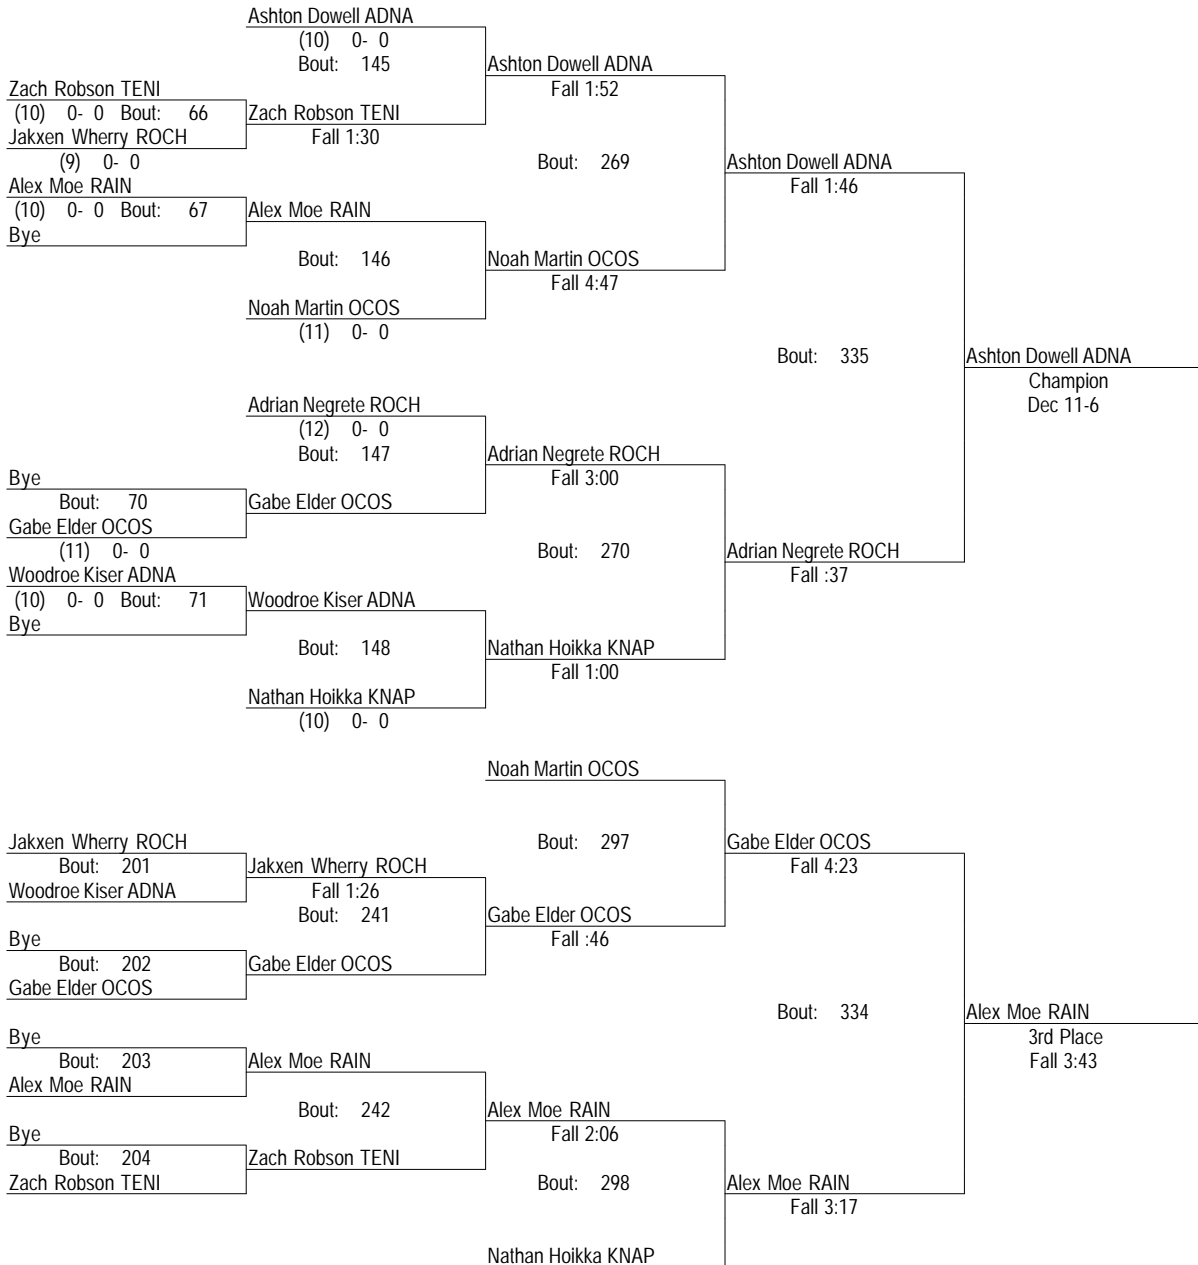 Ashton Dowell ADNA
(10) 0- 0
Bout: 145
Ashton Dowell ADNA
Fall 1:52
Zach Robson TENI
(10) 0- 0 Bout: 66
Zach Robson TENI
Fall 1:30
Jakxen Wherry ROCH
(9) 0- 0
Bout: 269
Ashton Dowell ADNA
Fall 1:46
Alex Moe RAIN
(10) 0- 0 Bout: 67
Alex Moe RAIN
Bye
Bout: 146
Noah Martin OCOS
Fall 4:47
Noah Martin OCOS
(11) 0- 0
Bout: 335
Ashton Dowell ADNA
Champion
Dec 11-6
Adrian Negrete ROCH
(12) 0- 0
Bout: 147
Adrian Negrete ROCH
Fall 3:00
Bye
Bout: 70
Gabe Elder OCOS
Gabe Elder OCOS
(11) 0- 0
Bout: 270
Adrian Negrete ROCH
Fall :37
Woodroe Kiser ADNA
(10) 0- 0 Bout: 71
Woodroe Kiser ADNA
Bye
Bout: 148
Nathan Hoikka KNAP
Fall 1:00
Nathan Hoikka KNAP
(10) 0- 0
Noah Martin OCOS
Bout: 297
Gabe Elder OCOS
Fall 4:23
Jakxen Wherry ROCH
Bout: 201
Jakxen Wherry ROCH
Fall 1:26
Woodroe Kiser ADNA
Bout: 241
Gabe Elder OCOS
Fall :46
Bye
Bout: 202
Gabe Elder OCOS
Gabe Elder OCOS
Bout: 334
Alex Moe RAIN
3rd Place
Fall 3:43
Bye
Bout: 203
Alex Moe RAIN
Alex Moe RAIN
Bout: 242
Alex Moe RAIN
Fall 2:06
Bye
Bout: 204
Zach Robson TENI
Zach Robson TENI
Bout: 298
Alex Moe RAIN
Fall 3:17
Nathan Hoikka KNAP